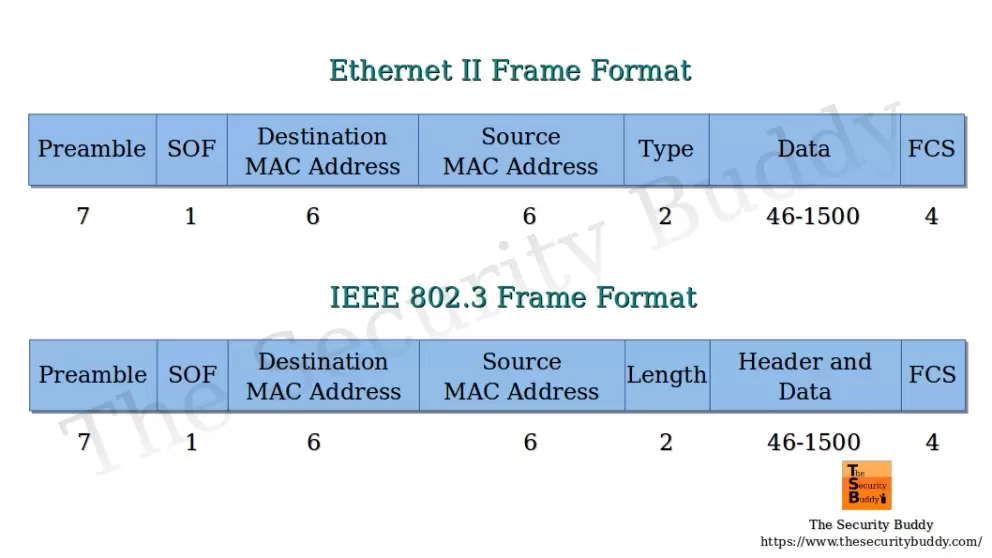 Ethernet II Frame Format
Preamble SOF Destination MAC Address Source MAC Address Type Data FCS
7 1 6 6 2 46-1500 4
IEEE 802.3 Frame Format
Preamble SOF Destination MAC Address Source MAC Address Length Header and Data FCS
7 1 6 6 2 46-1500 4
The Security Buddy
The
Security
Buddy
The Security Buddy
https://www.thesecuritybuddy.com/